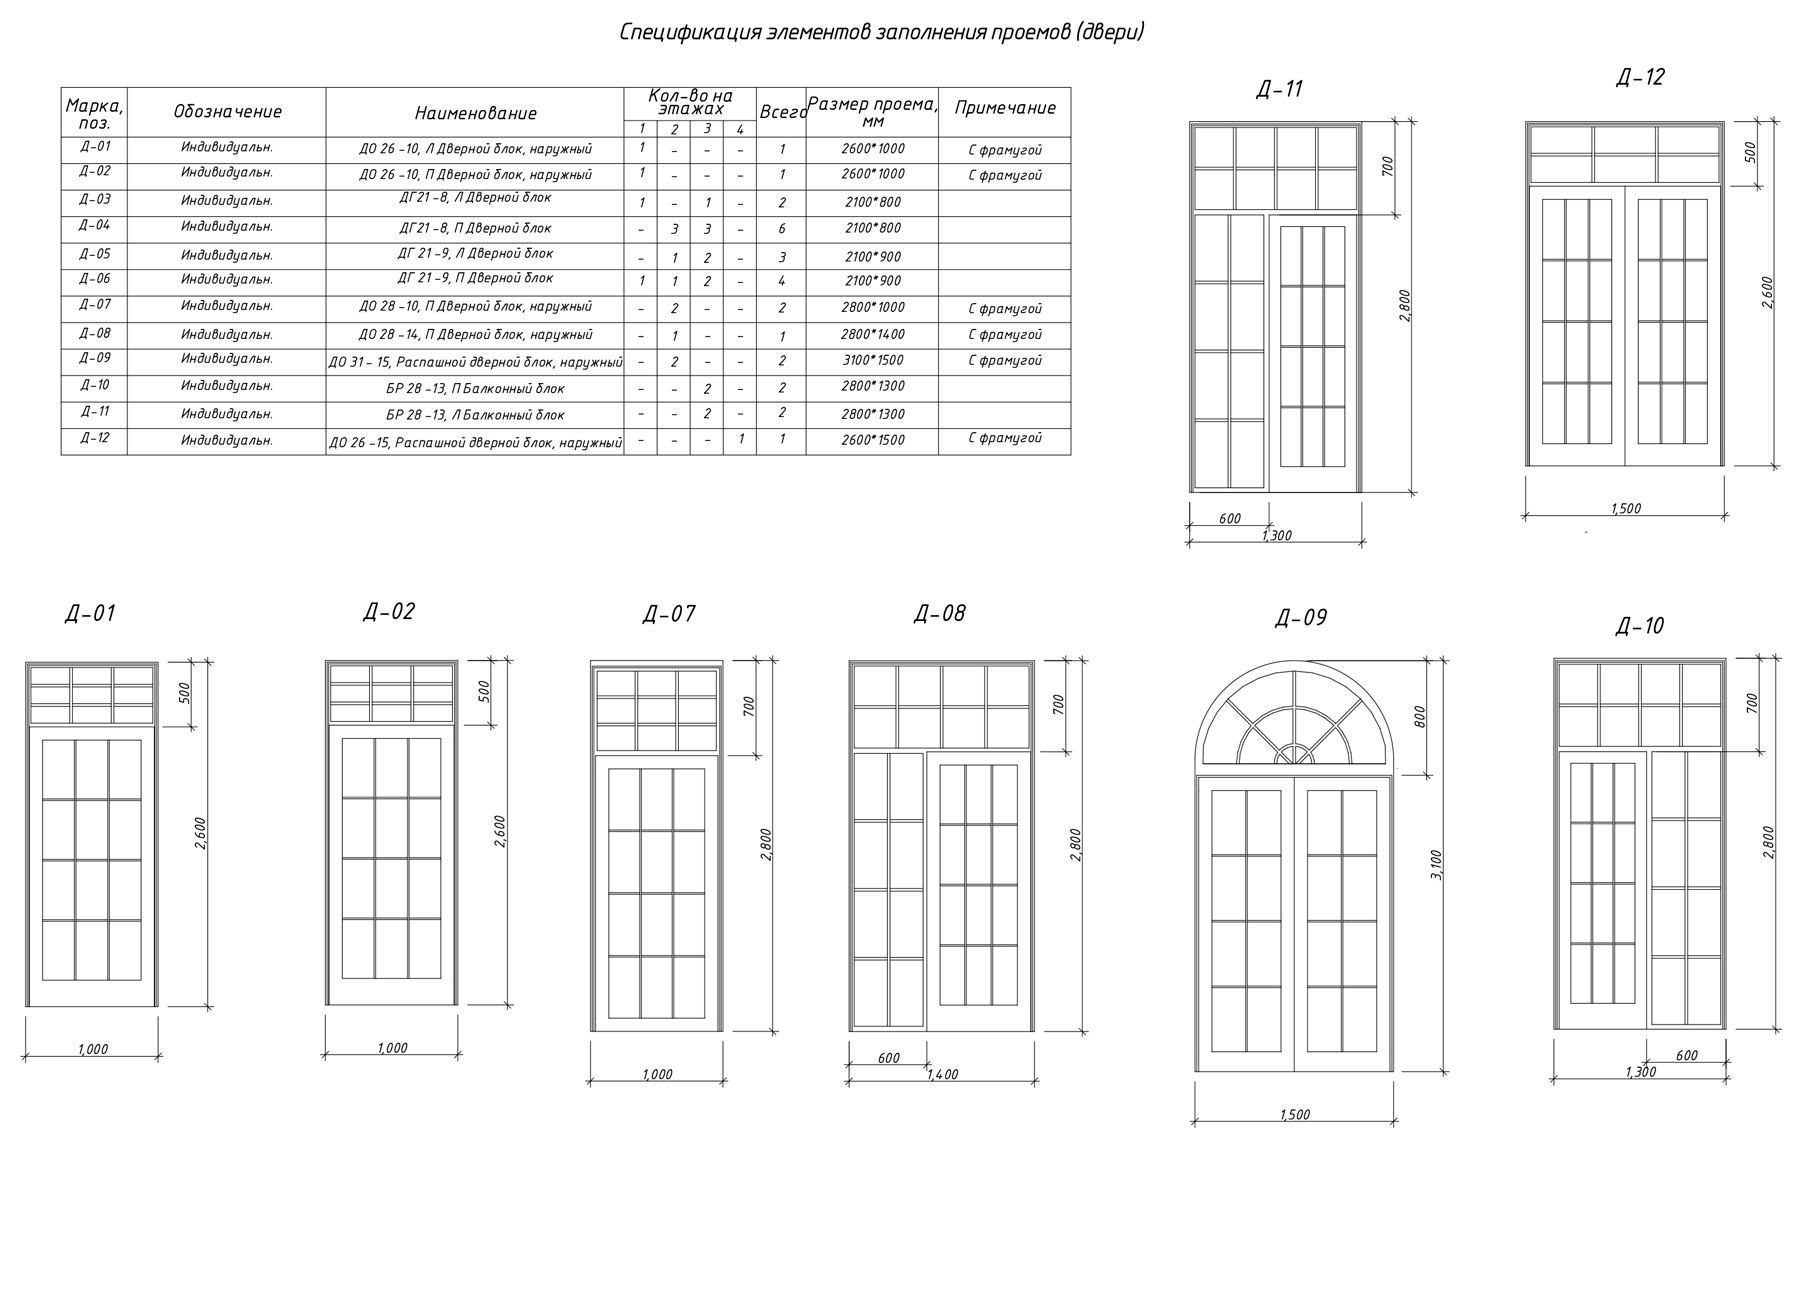 Спецификация элементов заполнения проемов (двери)
Марка, поз. Обозначение Наименование Кол-во на этажах Всего Размер проема, мм Примечание
1 2 3 4
Д-01 Индивидуальн. ДО 26-10, Л Дверной блок, наружный 1 - - - 1 2600*1000 С фрамугой
Д-02 Индивидуальн. ДО 26-10, П Дверной блок, наружный 1 - - - 1 2600*1000 С фрамугой
Д-03 Индивидуальн. ДГ21-8, Л Дверной блок 1 - 1 - 2 2100*800
Д-04 Индивидуальн. ДГ21-8, П Дверной блок - 3 3 - 6 2100*800
Д-05 Индивидуальн. ДГ 21-9, Л Дверной блок - 1 2 - 3 2100*900
Д-06 Индивидуальн. ДГ 21-9, П Дверной блок 1 1 2 - 4 2100*900
Д-07 Индивидуальн. ДО 28-10, П Дверной блок, наружный - 2 - - 2 2800*1000 С фрамугой
Д-08 Индивидуальн. ДО 28-14, П Дверной блок, наружный - 1 - - 1 2800*1400 С фрамугой
Д-09 Индивидуальн. ДО 31-15, Распашной дверной блок, наружный - 2 - - 2 3100*1500 С фрамугой
Д-10 Индивидуальн. БР 28-13, П Балконный блок - - 2 - 2 2800*1300
Д-11 Индивидуальн. БР 28-13, Л Балконный блок - - 2 - 2 2800*1300
Д-12 Индивидуальн. ДО 26-15, Распашной дверной блок, наружный - - - 1 1 2600*1500 С фрамугой
Д-11
700
2,800
600
1,300
Д-12
500
2,600
1,500
Д-01
500
2,600
1,000
Д-02
500
2,600
1,000
Д-07
700
2,800
1,000
Д-08
700
2,800
600
1,400
Д-09
800
3,100
1,500
Д-10
700
2,800
600
1,300